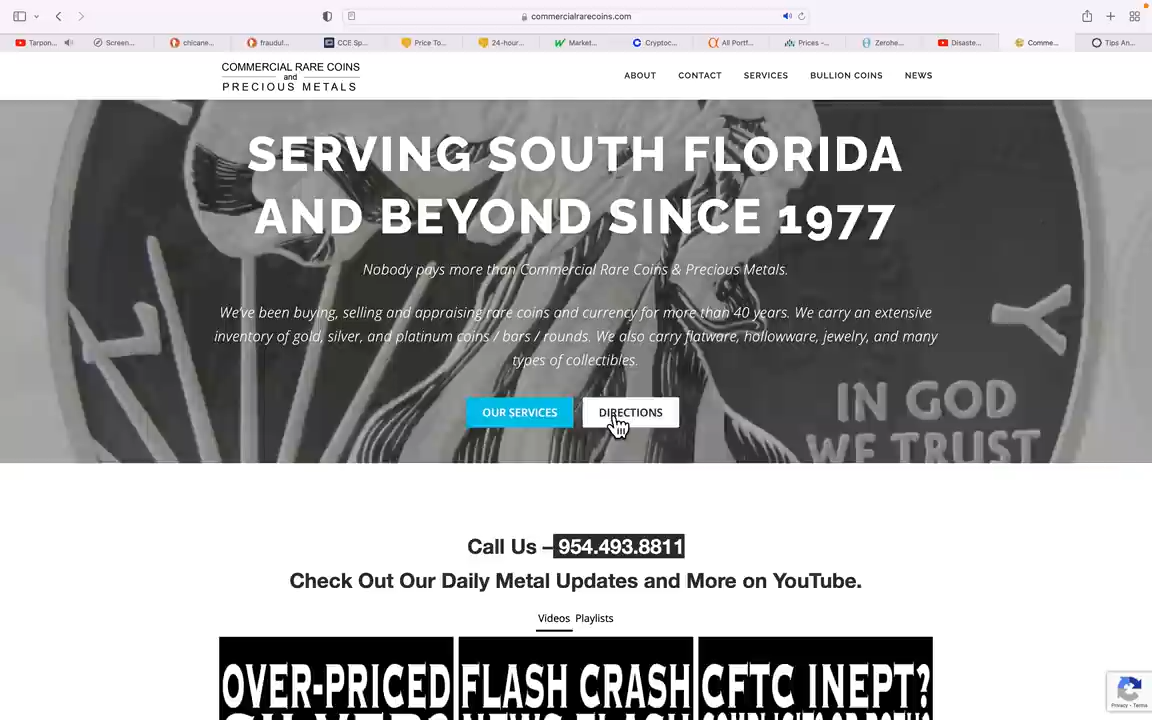 commercialrarecoins.com
Tarpon...
Screen...
chicane...
fraudul...
CCE Sp...
Price To...
24-hour...
Market...
Cryptoc...
All Portf...
Prices –...
Zerohe...
Disaste...
Comme...
Tips An...
COMMERCIAL RARE COINS
and
PRECIOUS METALS
ABOUT
CONTACT
SERVICES
BULLION COINS
NEWS
SERVING SOUTH FLORIDA
AND BEYOND SINCE 1977
Nobody pays more than Commercial Rare Coins & Precious Metals.
We've been buying, selling and appraising rare coins and currency for more than 40 years. We carry an extensive
inventory of gold, silver, and platinum coins / bars / rounds. We also carry flatware, hollowware, jewelry, and many
types of collectibles.
OUR SERVICES
DIRECTIONS
L
Y
IN GOD
WE TRUST
Call Us – 954.493.8811
Check Out Our Daily Metal Updates and More on YouTube.
Videos Playlists
OVER-PRICED
FLASH CRASH
CFTC INEPT?
Privacy - Terms